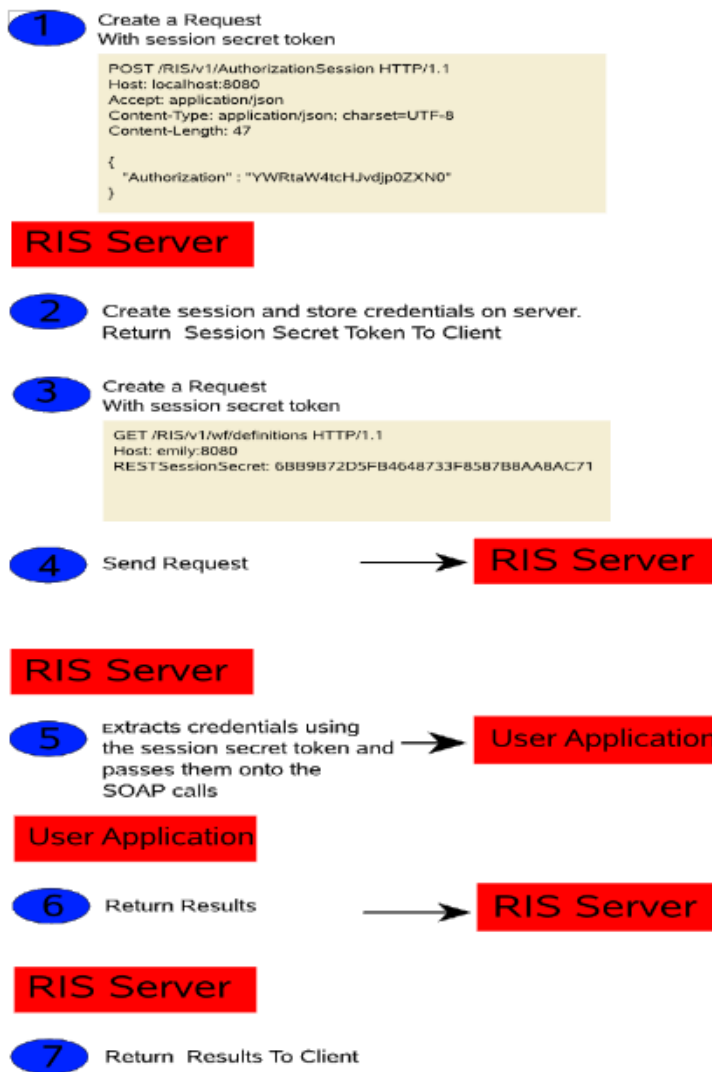 1
Create a Request
With session secret token
POST /RIS/v1/AuthorizationSession HTTP/1.1
Host: localhost:8080
Accept: application/json
Content-Type: application/json; charset=UTF-8
Content-Length: 47
{
"Authorization" : "YWRtaW4tcHJvdjp0ZXN0"
}
RIS Server
2
Create session and store credentials on server.
Return Session Secret Token To Client
3
Create a Request
With session secret token
GET /RIS/v1/wf/definitions HTTP/1.1
Host: emily:8080
RESTSessionSecret: 6BB9B72D5FB4648733F8587B8AA8AC71
4
Send Request
RIS Server
RIS Server
5
Extracts credentials using
the session secret token and
passes them onto the
SOAP calls
User Application
User Application
6
Return Results
RIS Server
RIS Server
7
Return Results To Client